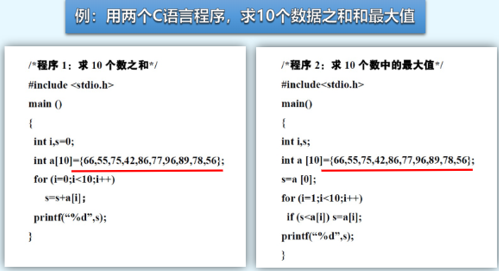 例：用两个C语言程序，求10个数据之和和最大值
/*程序 1：求 10 个数之和*/
#include <stdio.h>
main ()
{
int i,s=0;
int a[10]={66,55,75,42,86,77,96,89,78,56};
for (i=0;i<10;i++)
s=s+a[i];
printf(“%d”,s);
}
/*程序 2：求 10 个数中的最大值*/
#include<stdio.h>
main()
{
int i,s;
int a [10]={66,55,75,42,86,77,96,89,78,56};
s=a [0];
for (i=1;i<10;i++)
if (s<a[i]) s=a[i];
printf(“%d”,s);
}